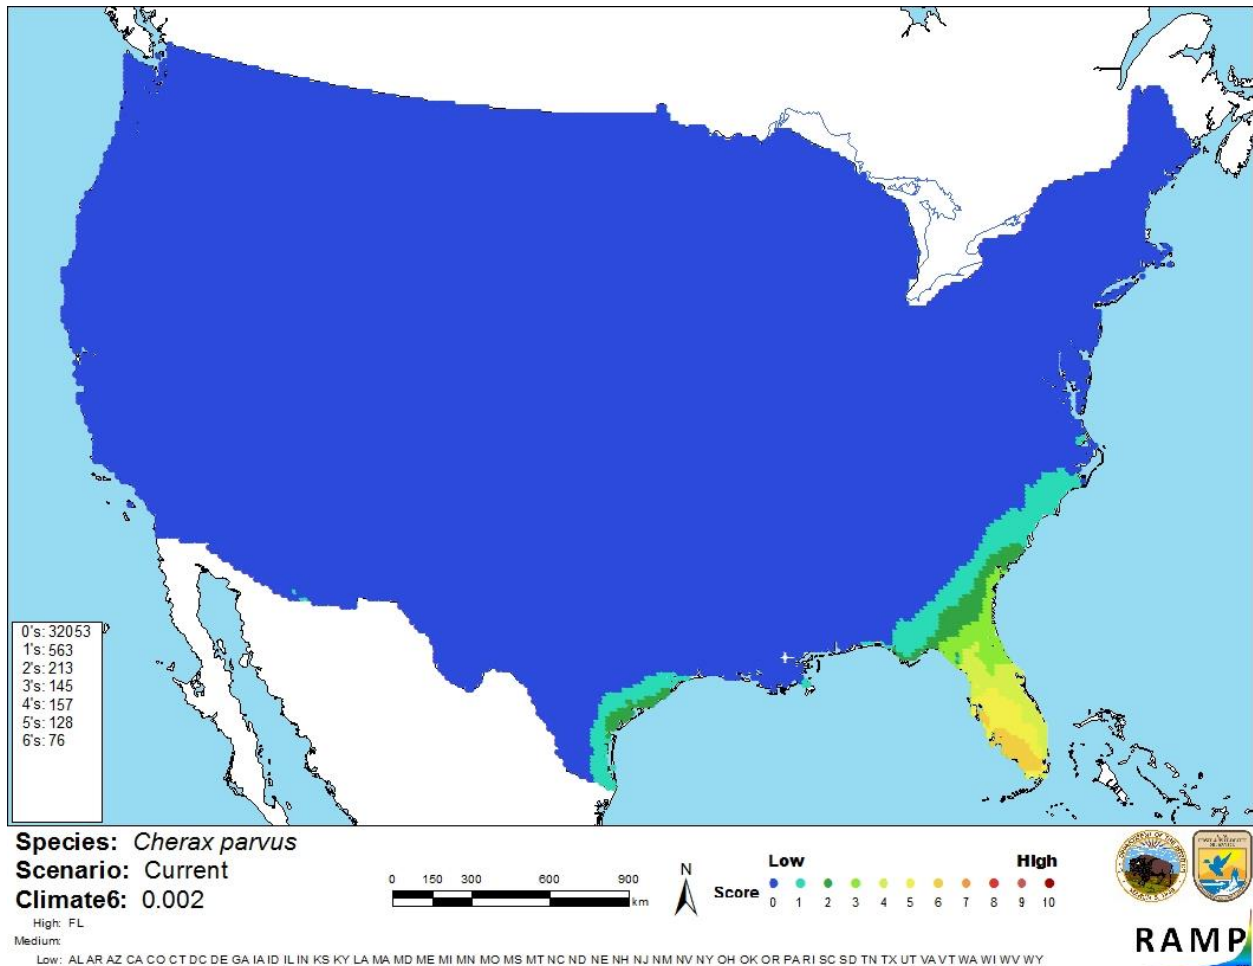 0's: 32053
1's: 563
2's: 213
3's: 145
4's: 157
5's: 128
6's: 76
Species: Cherax parvus
Scenario: Current
Climate6: 0.002
High: FL
Medium:
Low: AL AR AZ CA CO CT DC DE GA IA ID IL IN KS KY LA MA MD ME MI MN MO MS MT NC ND NE NH NJ NM NV NY OH OK OR PA RI SC SD TN TX UT VA VT WA WI WV WY
0 150 300 600 900
km
N
Low High
Score
0 1 2 3 4 5 6 7 8 9 10
RAMP